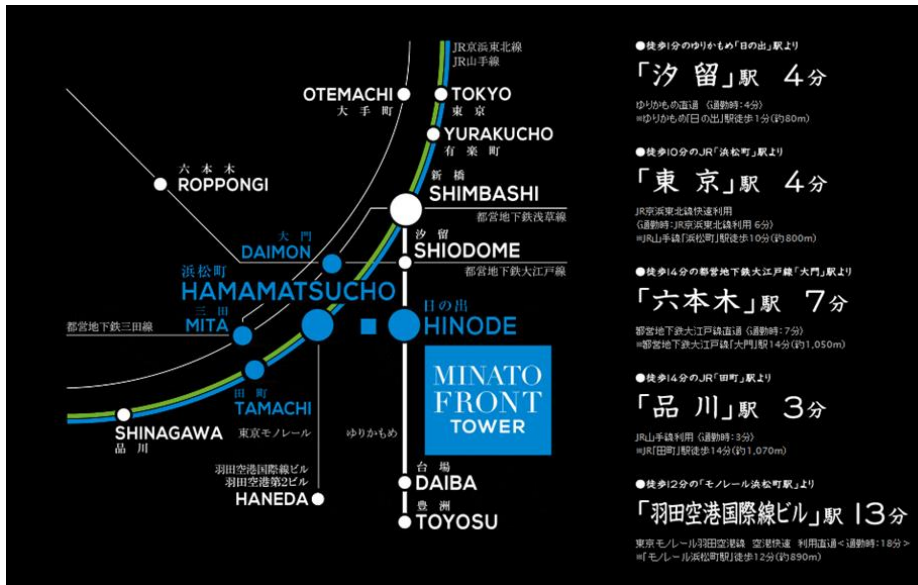 JR京浜東北線
JR山手線
OTEMACHI
大手町
TOKYO
東京
YURAKUCHO
有楽町
六本木
ROPPONGI
新橋
SHIMBASHI
都営地下鉄浅草線
汐留
SHIODOME
都営地下鉄大江戸線
大門
DAIMON
浜松町
HAMAMATSUCHO
三田
MITA
都営地下鉄三田線
日の出
HINODE
MINATO
FRONT
TOWER
田町
TAMACHI
SHINAGAWA
品川
東京モノレール
ゆりかもめ
羽田空港国際線ビル
羽田空港第2ビル
HANEDA
台場
DAIBA
豊洲
TOYOSU
●徒歩1分のゆりかもめ「日の出」駅より
「汐留」駅 4分
ゆりかもめ直通〈通勤時:4分〉
※ゆりかもめ「日の出」駅徒歩1分(約80m)
●徒歩10分のJR「浜松町」駅より
「東京」駅 4分
JR京浜東北線快速利用
〈通勤時:JR京浜東北線利用 6分〉
※JR山手線「浜松町」駅徒歩10分(約800m)
●徒歩14分の都営地下鉄大江戸線「大門」駅より
「六本木」駅 7分
都営地下鉄大江戸線直通〈通勤時:7分〉
※都営地下鉄大江戸線「大門」駅14分(約1,050m)
●徒歩14分のJR「田町」駅より
「品川」駅 3分
JR山手線利用〈通勤時:3分〉
※JR「田町」駅徒歩14分(約1,070m)
●徒歩12分の「モノレール浜松町駅」より
「羽田空港国際線ビル」駅 13分
東京モノレール羽田空港線 空港快速 利用直通<通勤時:18分>
※「モノレール浜松町駅」徒歩12分(約890m)